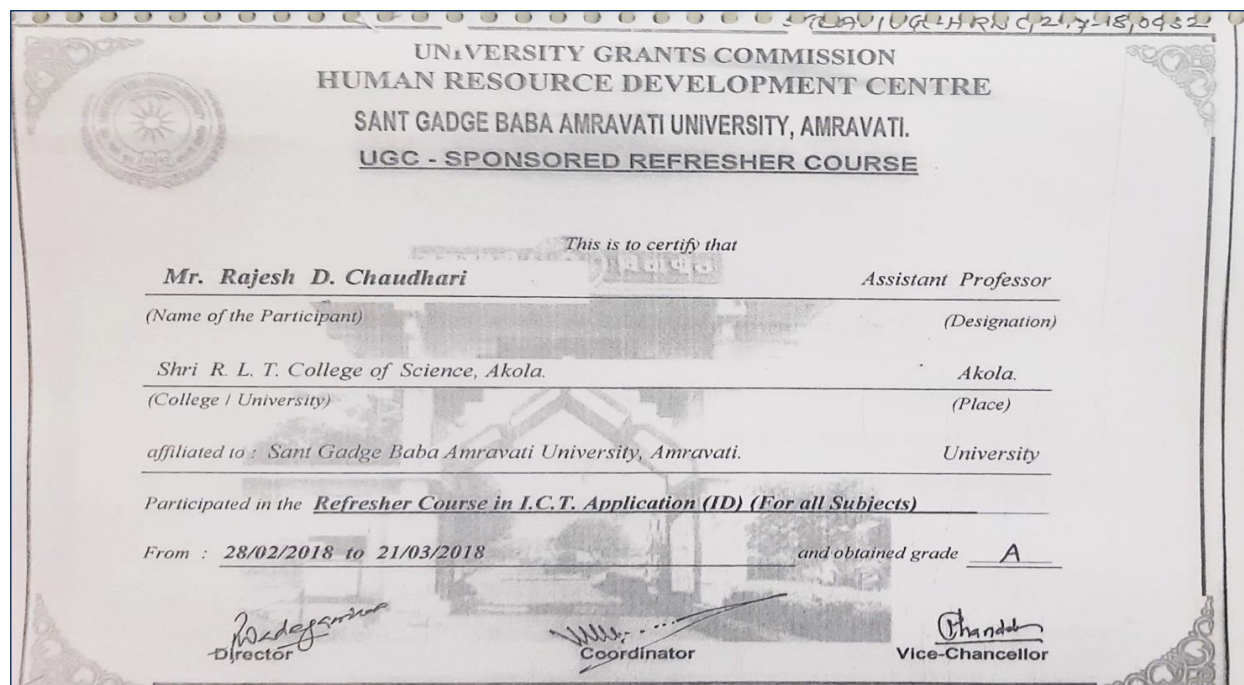 UNIVERSITY GRANTS COMMISSION
HUMAN RESOURCE DEVELOPMENT CENTRE
SANT GADGE BABA AMRAVATI UNIVERSITY, AMRAVATI.
UGC - SPONSORED REFRESHER COURSE
This is to certify that
Mr. Rajesh D. Chaudhari Assistant Professor
(Name of the Participant) (Designation)
Shri R. L. T. College of Science, Akola. Akola.
(College / University) (Place)
affiliated to : Sant Gadge Baba Amravati University, Amravati. University
Participated in the Refresher Course in I.C.T. Application (ID) (For all Subjects)
From : 28/02/2018 to 21/03/2018 and obtained grade A
Director Coordinator Vice-Chancellor